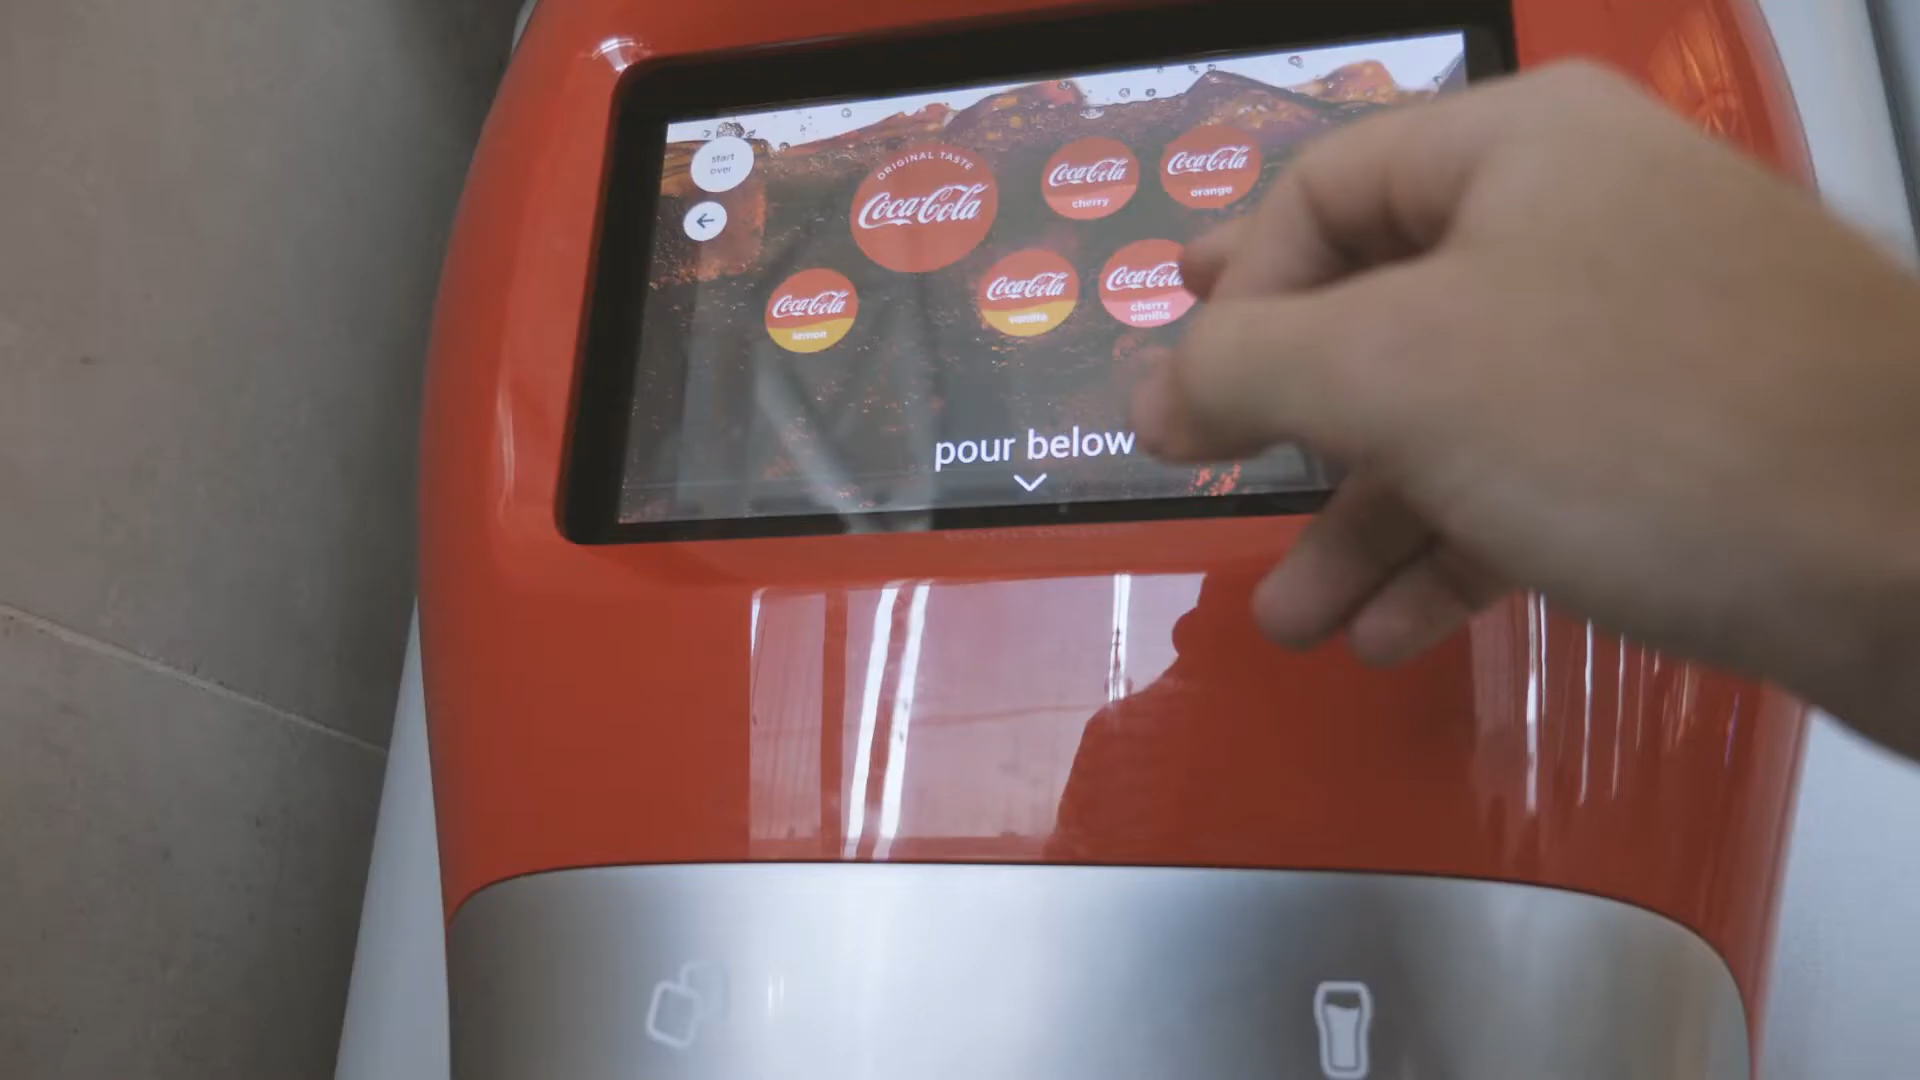 start
over
ORIGINAL TASTE
Coca-Cola
Coca-Cola
cherry
Coca-Cola
orange
Coca-Cola
lemon
Coca-Cola
vanilla
Coca-Cola
cherry
vanilla
pour below